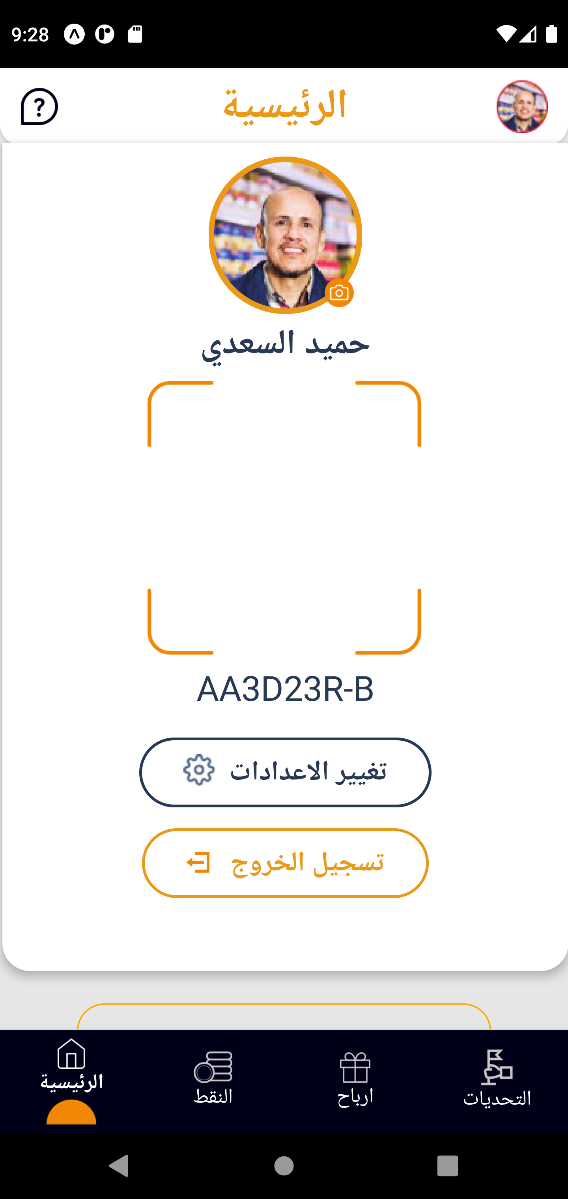 9:28
الرئيسية
?
حميد السعدي
AA3D23R-B
تغيير الاعدادات
تسجيل الخروج
الرئيسية
النقط
ارباح
التحديات